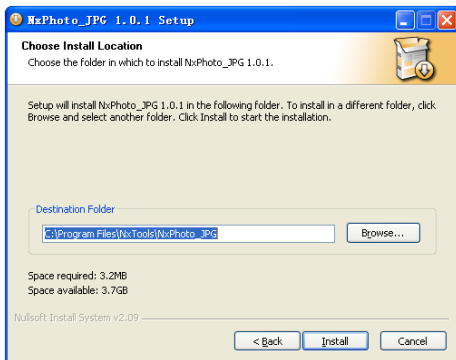 NxPhoto_JPG 1.0.1 Setup
Choose Install Location
Choose the folder in which to install NxPhoto_JPG 1.0.1.
Setup will install NxPhoto_JPG 1.0.1 in the following folder. To install in a different folder, click
Browse and select another folder. Click Install to start the installation.
Destination Folder
C:\Program Files\NxTools\NxPhoto_JPG
Browse...
Space required: 3.2MB
Space available: 3.7GB
Nullsoft Install System v2.09
< Back Install Cancel